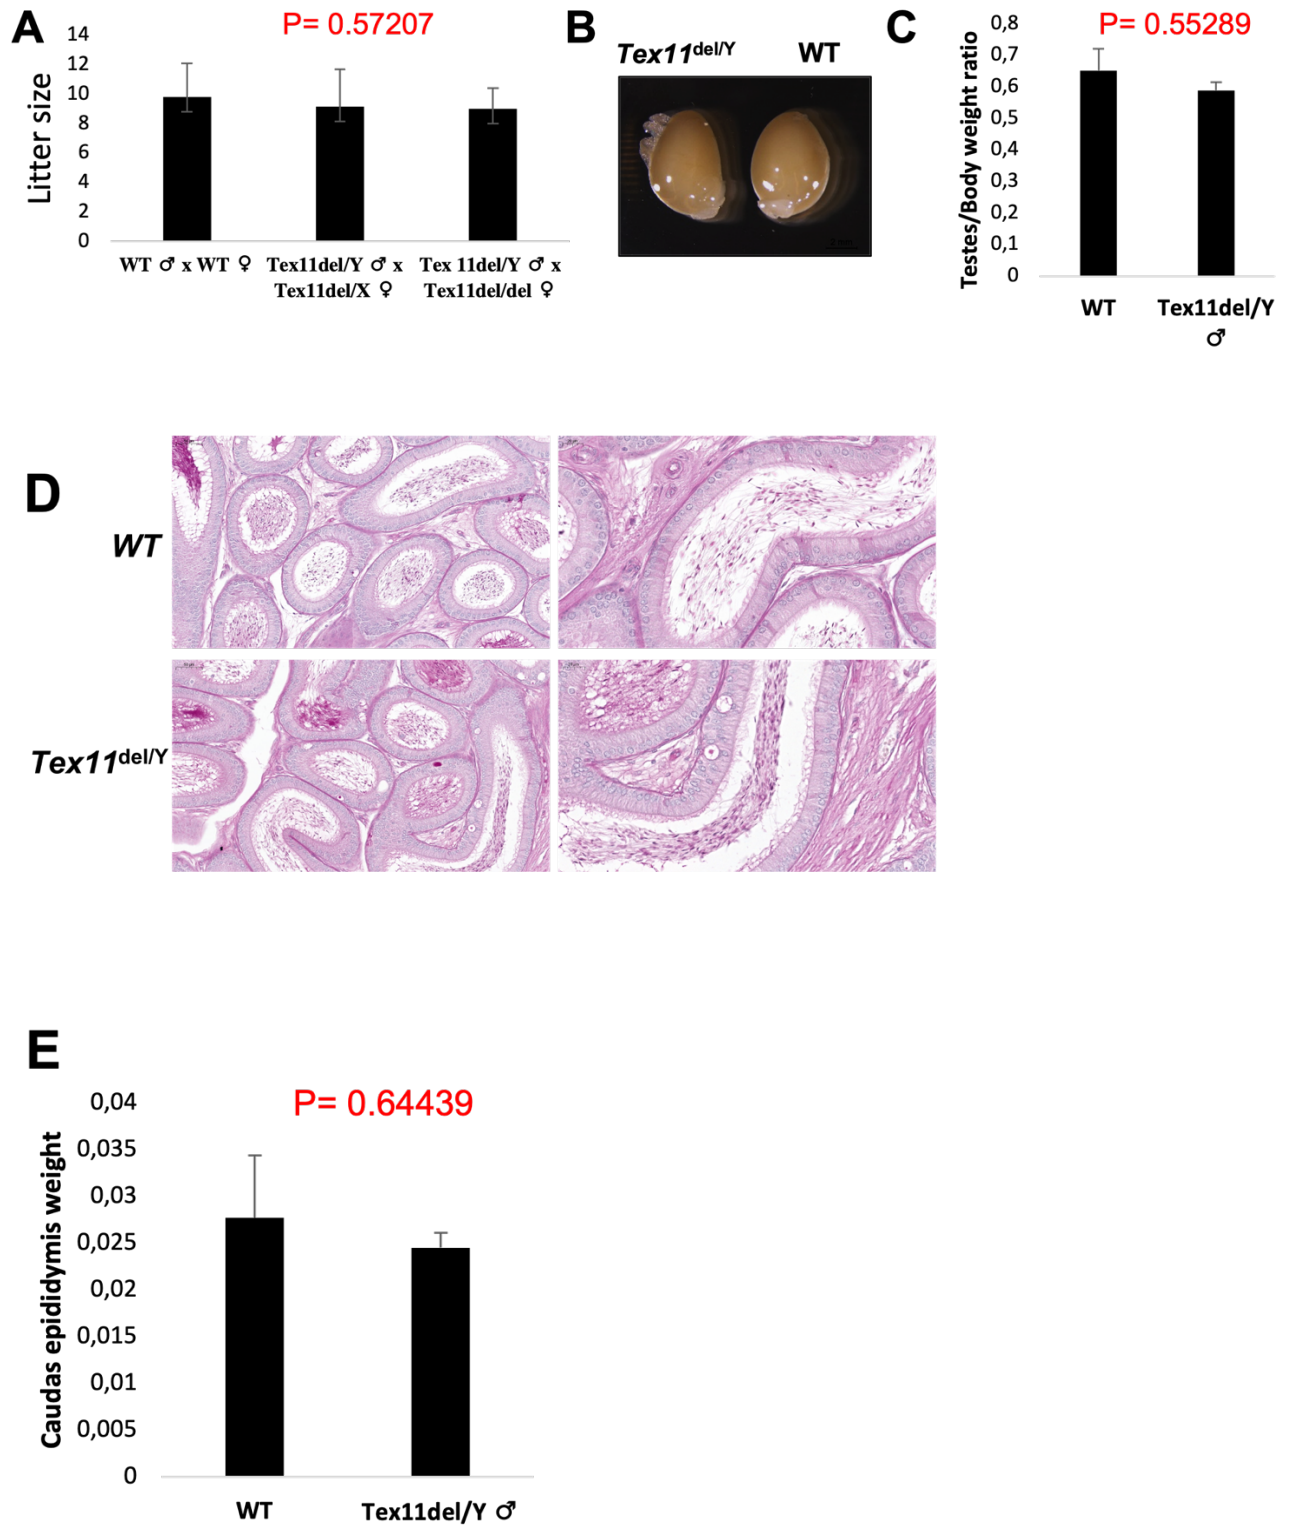 A
P= 0.57207
14
12
10
8
6
4
2
0
Litter size
WT ♂ x WT ♀
Tex11del/Y ♂ x
Tex11del/X ♀
Tex 11del/Y ♂ x
Tex11del/del ♀
B
Tex11del/Y
WT
C
P= 0.55289
0,8
0,7
0,6
0,5
0,4
0,3
0,2
0,1
0
Testes/Body weight ratio
WT
Tex11del/Y
♂
D
WT
Tex11del/Y
E
P= 0.64439
0,04
0,035
0,03
0,025
0,02
0,015
0,01
0,005
0
Caudas epididymis weight
WT
Tex11del/Y ♂